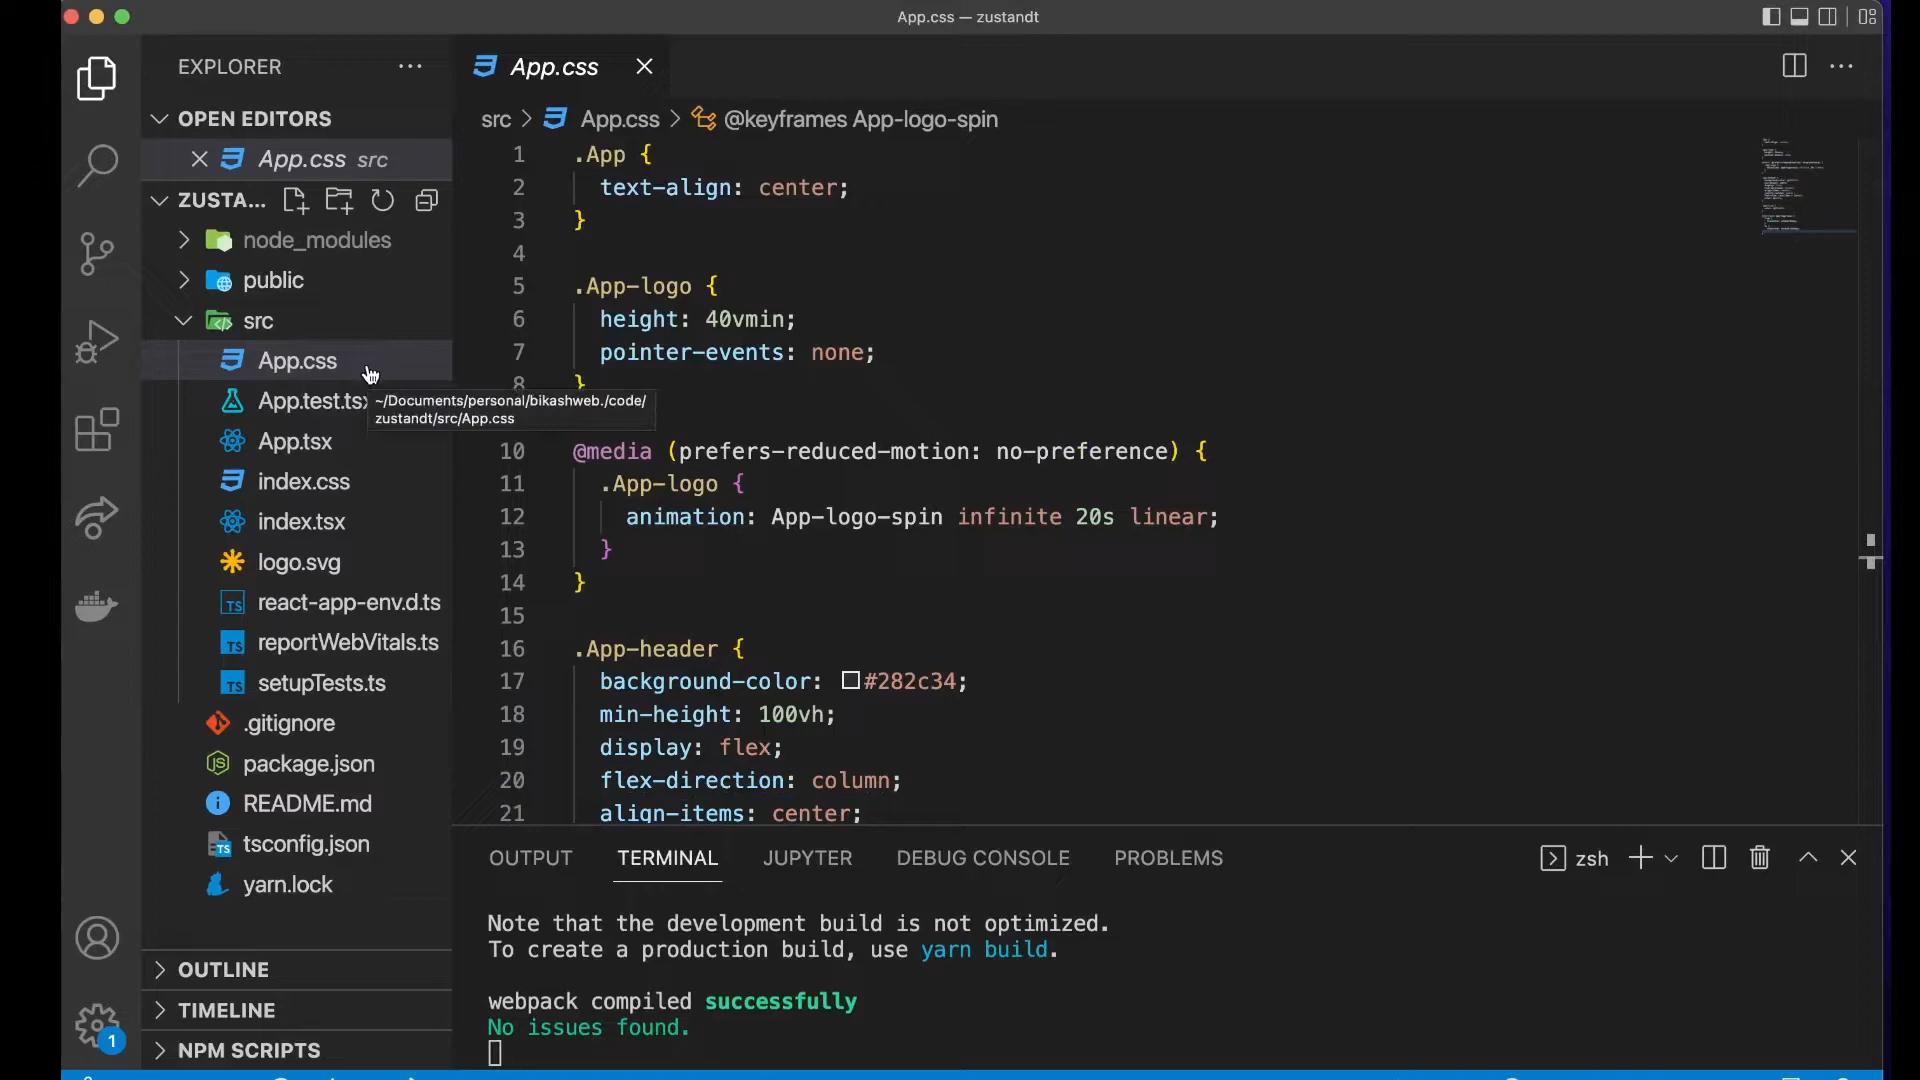 App.css — zustandt
EXPLORER
OPEN EDITORS
App.css src
ZUSTA...
node_modules
public
src
App.css
App.test.tsx
App.tsx
index.css
index.tsx
logo.svg
react-app-env.d.ts
reportWebVitals.ts
setupTests.ts
.gitignore
package.json
README.md
tsconfig.json
yarn.lock
OUTLINE
TIMELINE
NPM SCRIPTS
1
~/Documents/personal/bikashweb./code/
zustandt/src/App.css
App.css
src > App.css > @keyframes App-logo-spin
1 .App {
2 text-align: center;
3 }
4
5 .App-logo {
6 height: 40vmin;
7 pointer-events: none;
8 }
10 @media (prefers-reduced-motion: no-preference) {
11 .App-logo {
12 animation: App-logo-spin infinite 20s linear;
13 }
14 }
15
16 .App-header {
17 background-color: #282c34;
18 min-height: 100vh;
19 display: flex;
20 flex-direction: column;
21 align-items: center;
OUTPUT TERMINAL JUPYTER DEBUG CONSOLE PROBLEMS
zsh
Note that the development build is not optimized.
To create a production build, use yarn build.
webpack compiled successfully
No issues found.